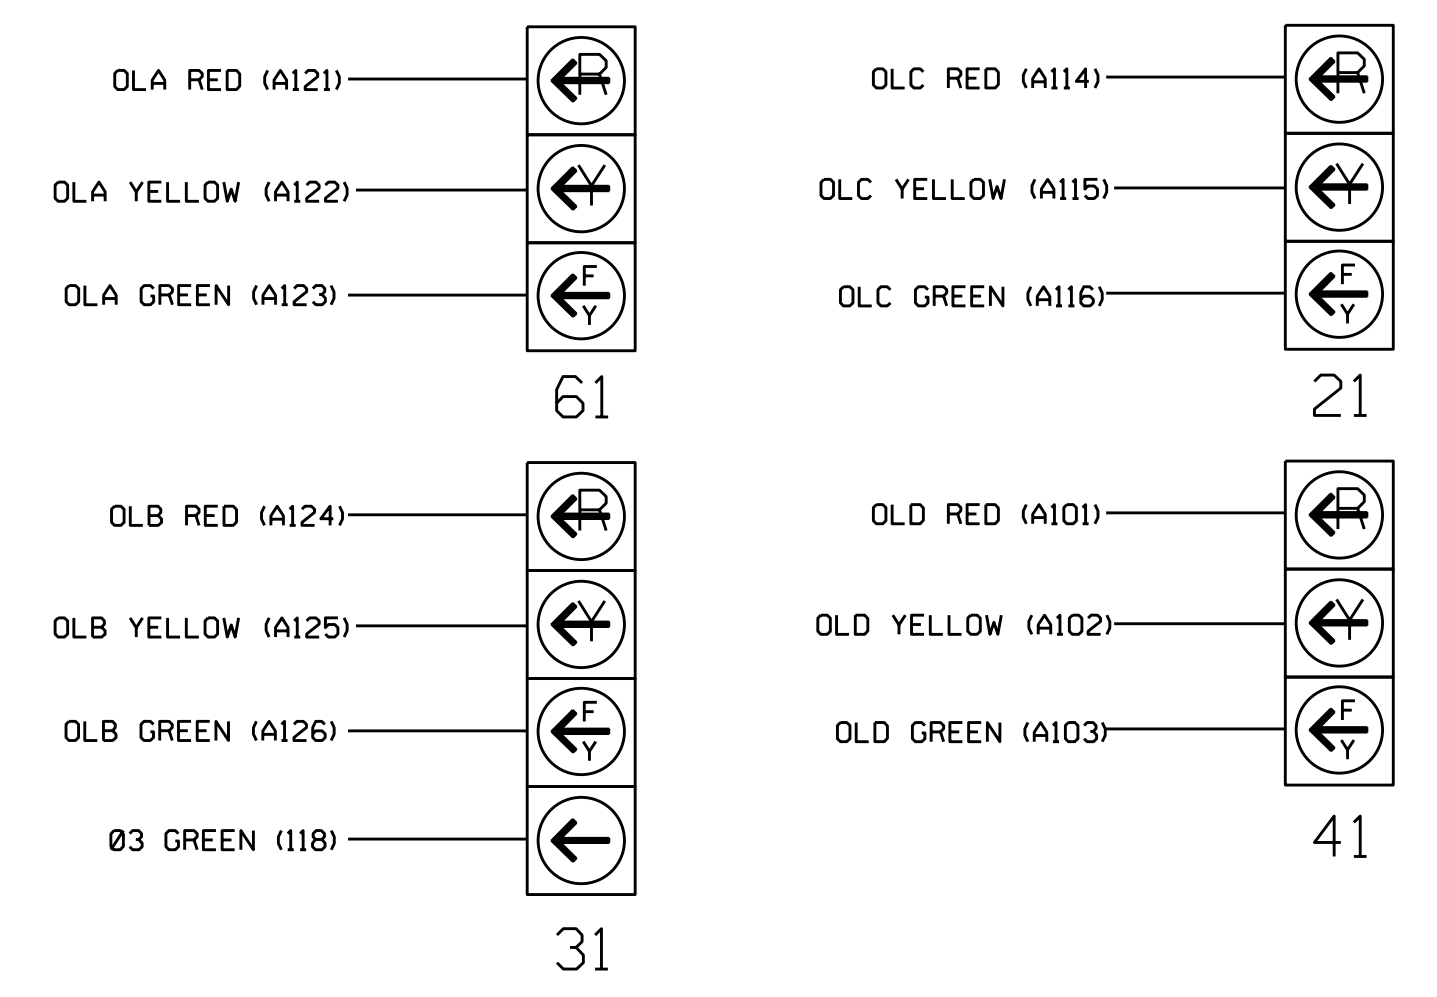 OLA RED (A121)
R
OLA YELLOW (A122)
Y
OLA GREEN (A123)
F
Y
61
OLC RED (A114)
R
OLC YELLOW (A115)
Y
OLC GREEN (A116)
F
Y
21
OLB RED (A124)
R
OLB YELLOW (A125)
Y
OLB GREEN (A126)
F
Y
Ø3 GREEN (118)
31
OLD RED (A101)
R
OLD YELLOW (A102)
Y
OLD GREEN (A103)
F
Y
41